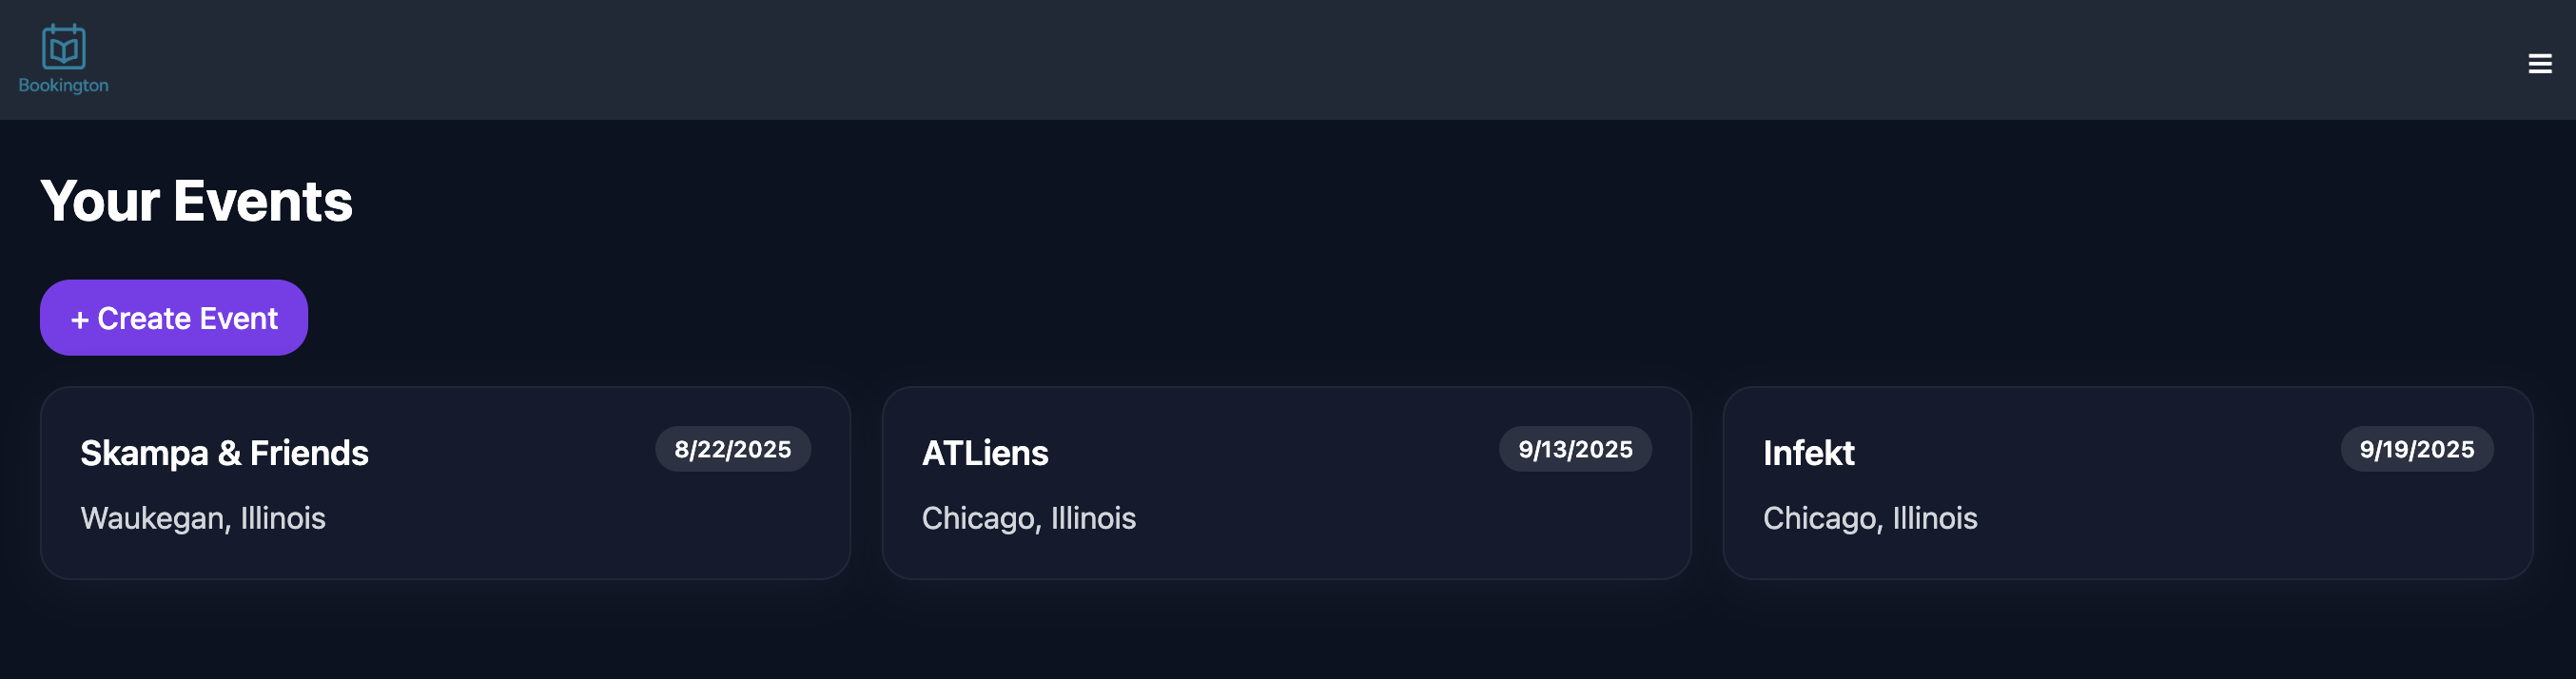 Bookington
Your Events
+ Create Event
Skampa & Friends
8/22/2025
Waukegan, Illinois
ATLiens
9/13/2025
Chicago, Illinois
Infekt
9/19/2025
Chicago, Illinois